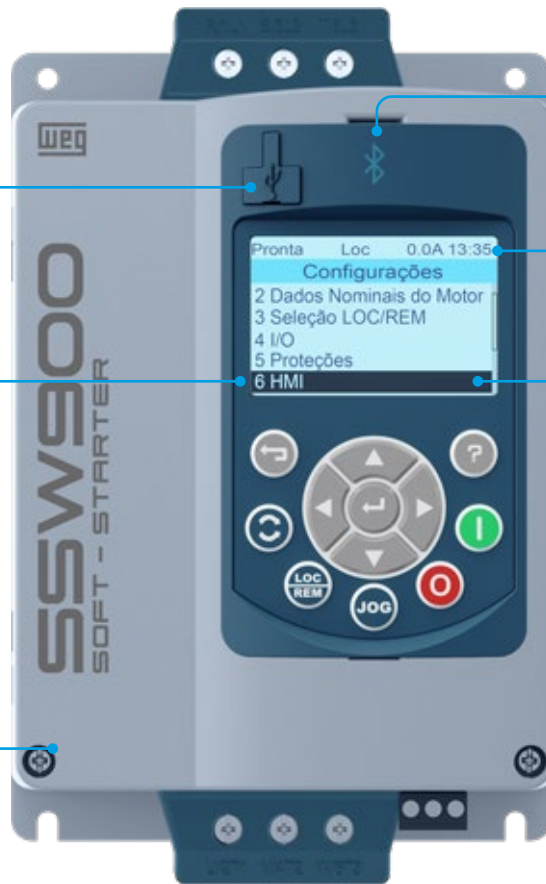 WEG
SSW900
SOFT-STARTER
Pronta Loc 0.0A 13:35
Configurações
2 Dados Nominais do Motor
3 Seleção LOC/REM
4 I/O
5 Proteções
6 HMI
?
LOC
REM
I
JOG
O